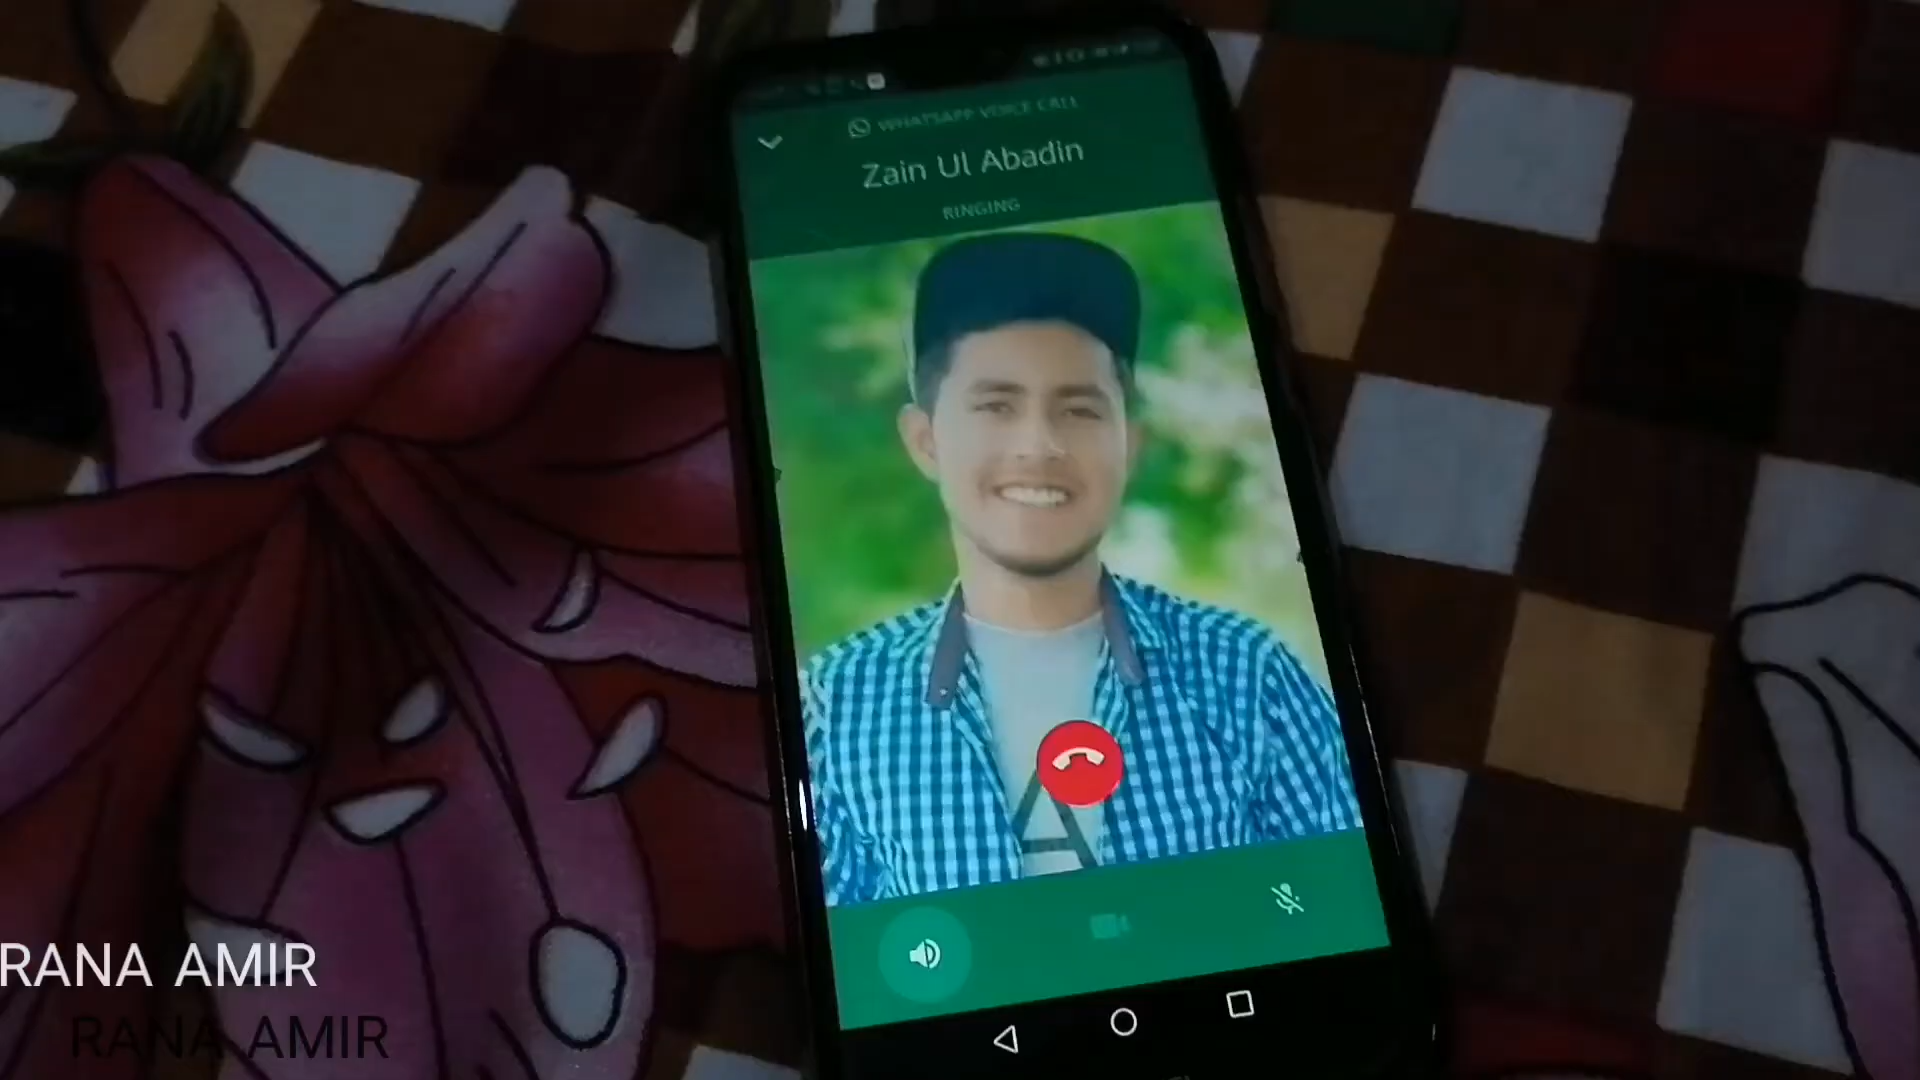 WHATSAPP VOICE CALL
Zain Ul Abadin
RINGING
A
RANA AMIR
RANA AMIR